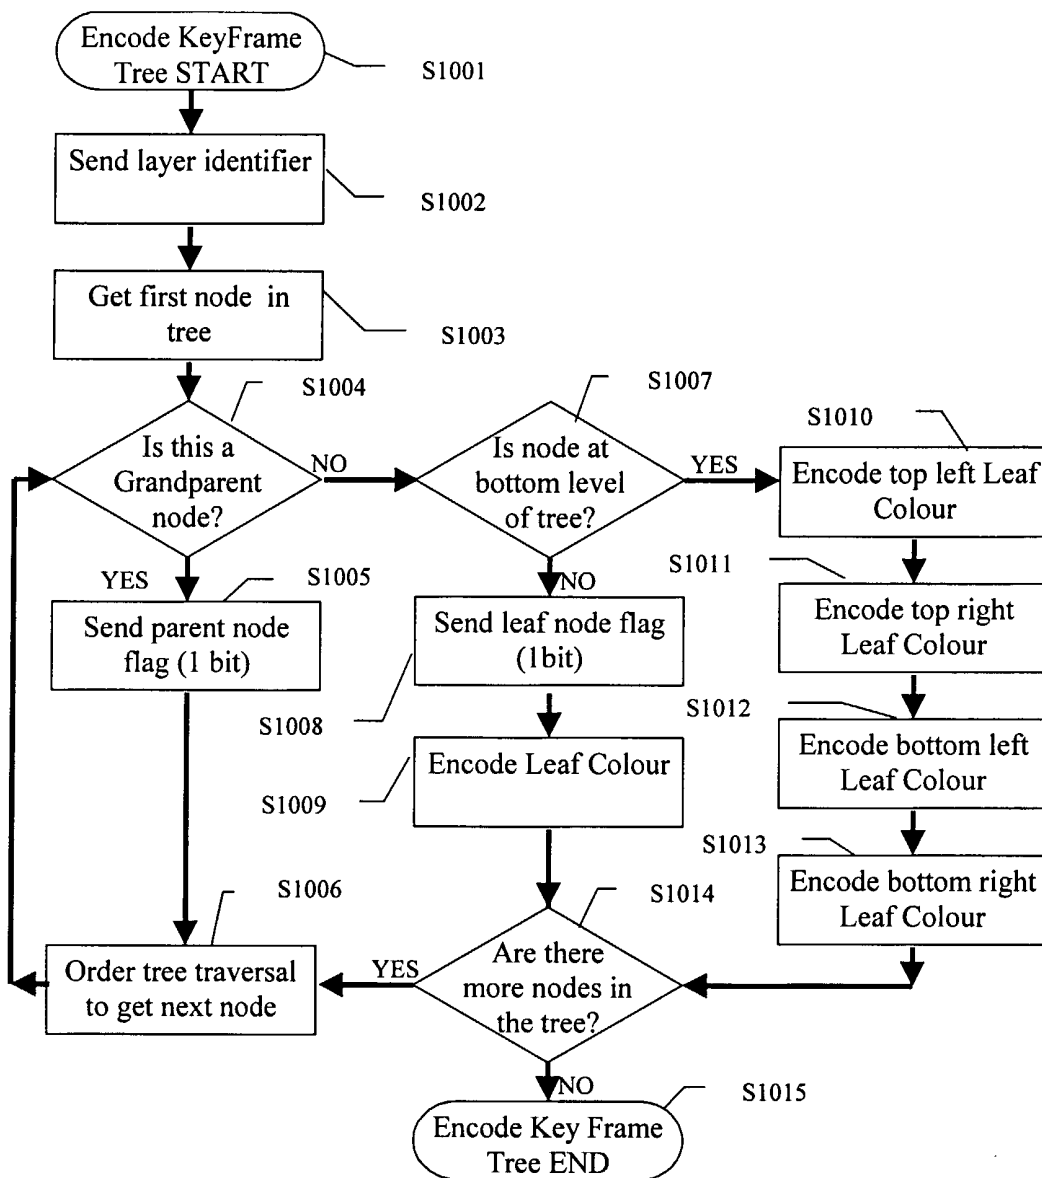 Encode KeyFrame
Tree START
S1001
Send layer identifier
S1002
Get first node in
tree
S1003
S1004
Is this a
Grandparent
node?
NO
YES
S1005
Send parent node
flag (1 bit)
S1006
Order tree traversal
to get next node
S1007
Is node at
bottom level
of tree?
YES
NO
Send leaf node flag
(1bit)
S1008
Encode Leaf Colour
S1009
S1010
Encode top left Leaf
Colour
S1011
Encode top right
Leaf Colour
S1012
Encode bottom left
Leaf Colour
S1013
Encode bottom right
Leaf Colour
S1014
Are there
more nodes in
the tree?
YES
NO
S1015
Encode Key Frame
Tree END